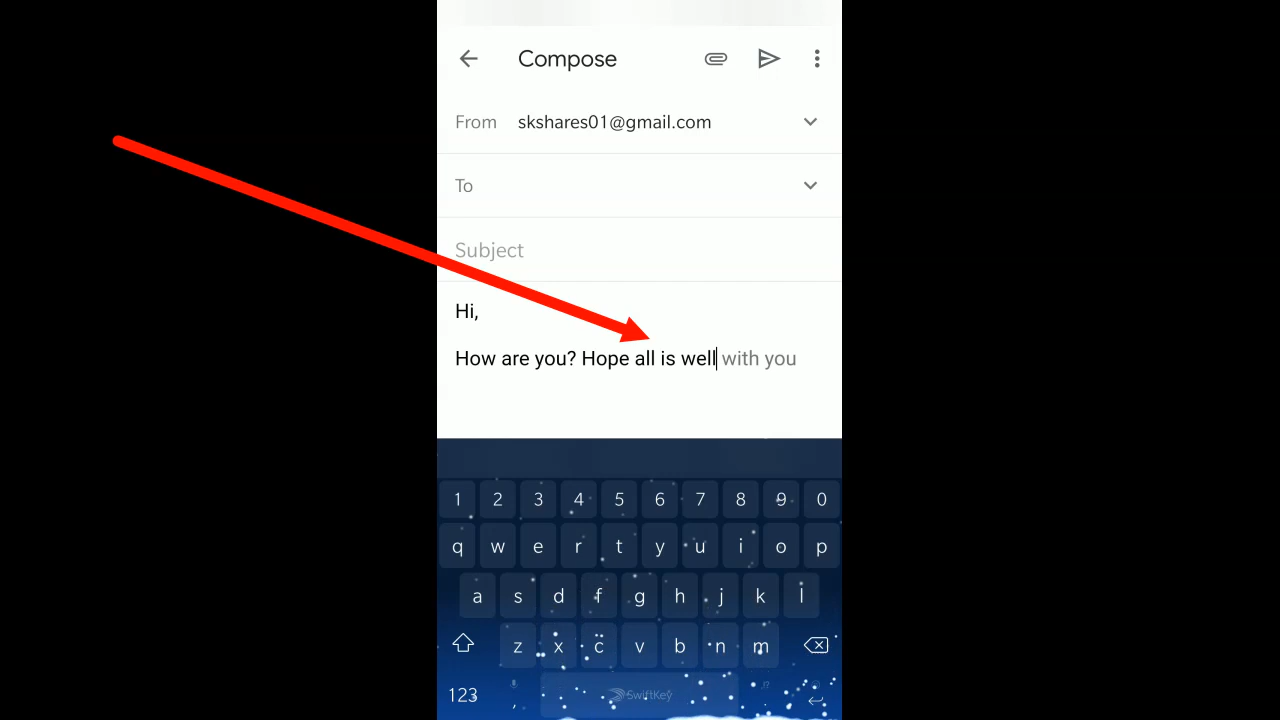 Compose
From skshares01@gmail.com
To
Subject
Hi,
How are you? Hope all is well with you
1 2 3 4 5 6 7 8 9 0
q w e r t y u i o p
a s d f g h j k l
z x c v b n m
123 , SwiftKey